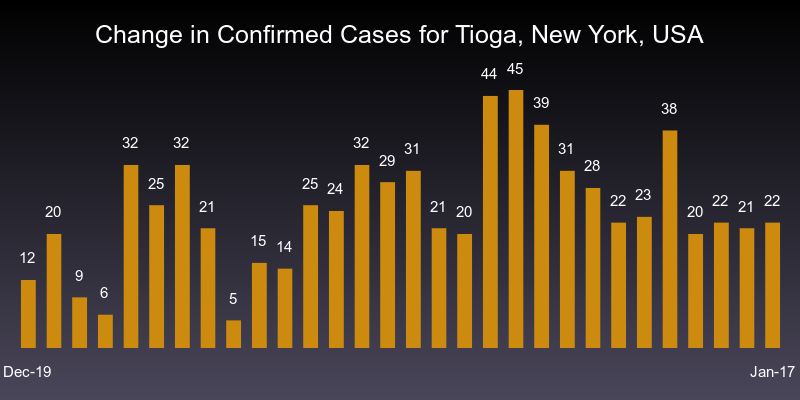 Change in Confirmed Cases for Tioga, New York, USA
12 20 9 6 32 25 32 21 5 15 14 25 24 32 29 31 21 20 44 45 39 31 28 22 23 38 20 22 21 22
Dec-19 Jan-17